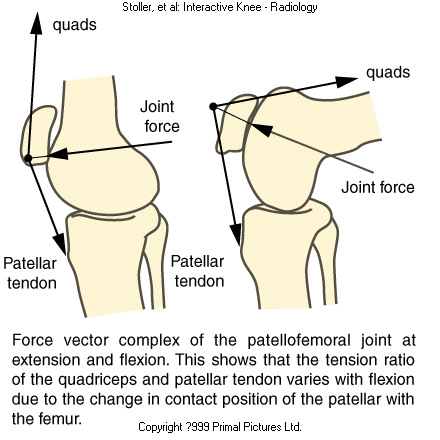 Stoller, et al: Interactive Knee - Radiology
quads
Joint
force
Patellar
tendon
quads
Joint force
Patellar
tendon
Force vector complex of the patellofemoral joint at
extension and flexion. This shows that the tension ratio
of the quadriceps and patellar tendon varies with flexion
due to the change in contact position of the patellar with
the femur.
Copyright ?999 Primal Pictures Ltd.